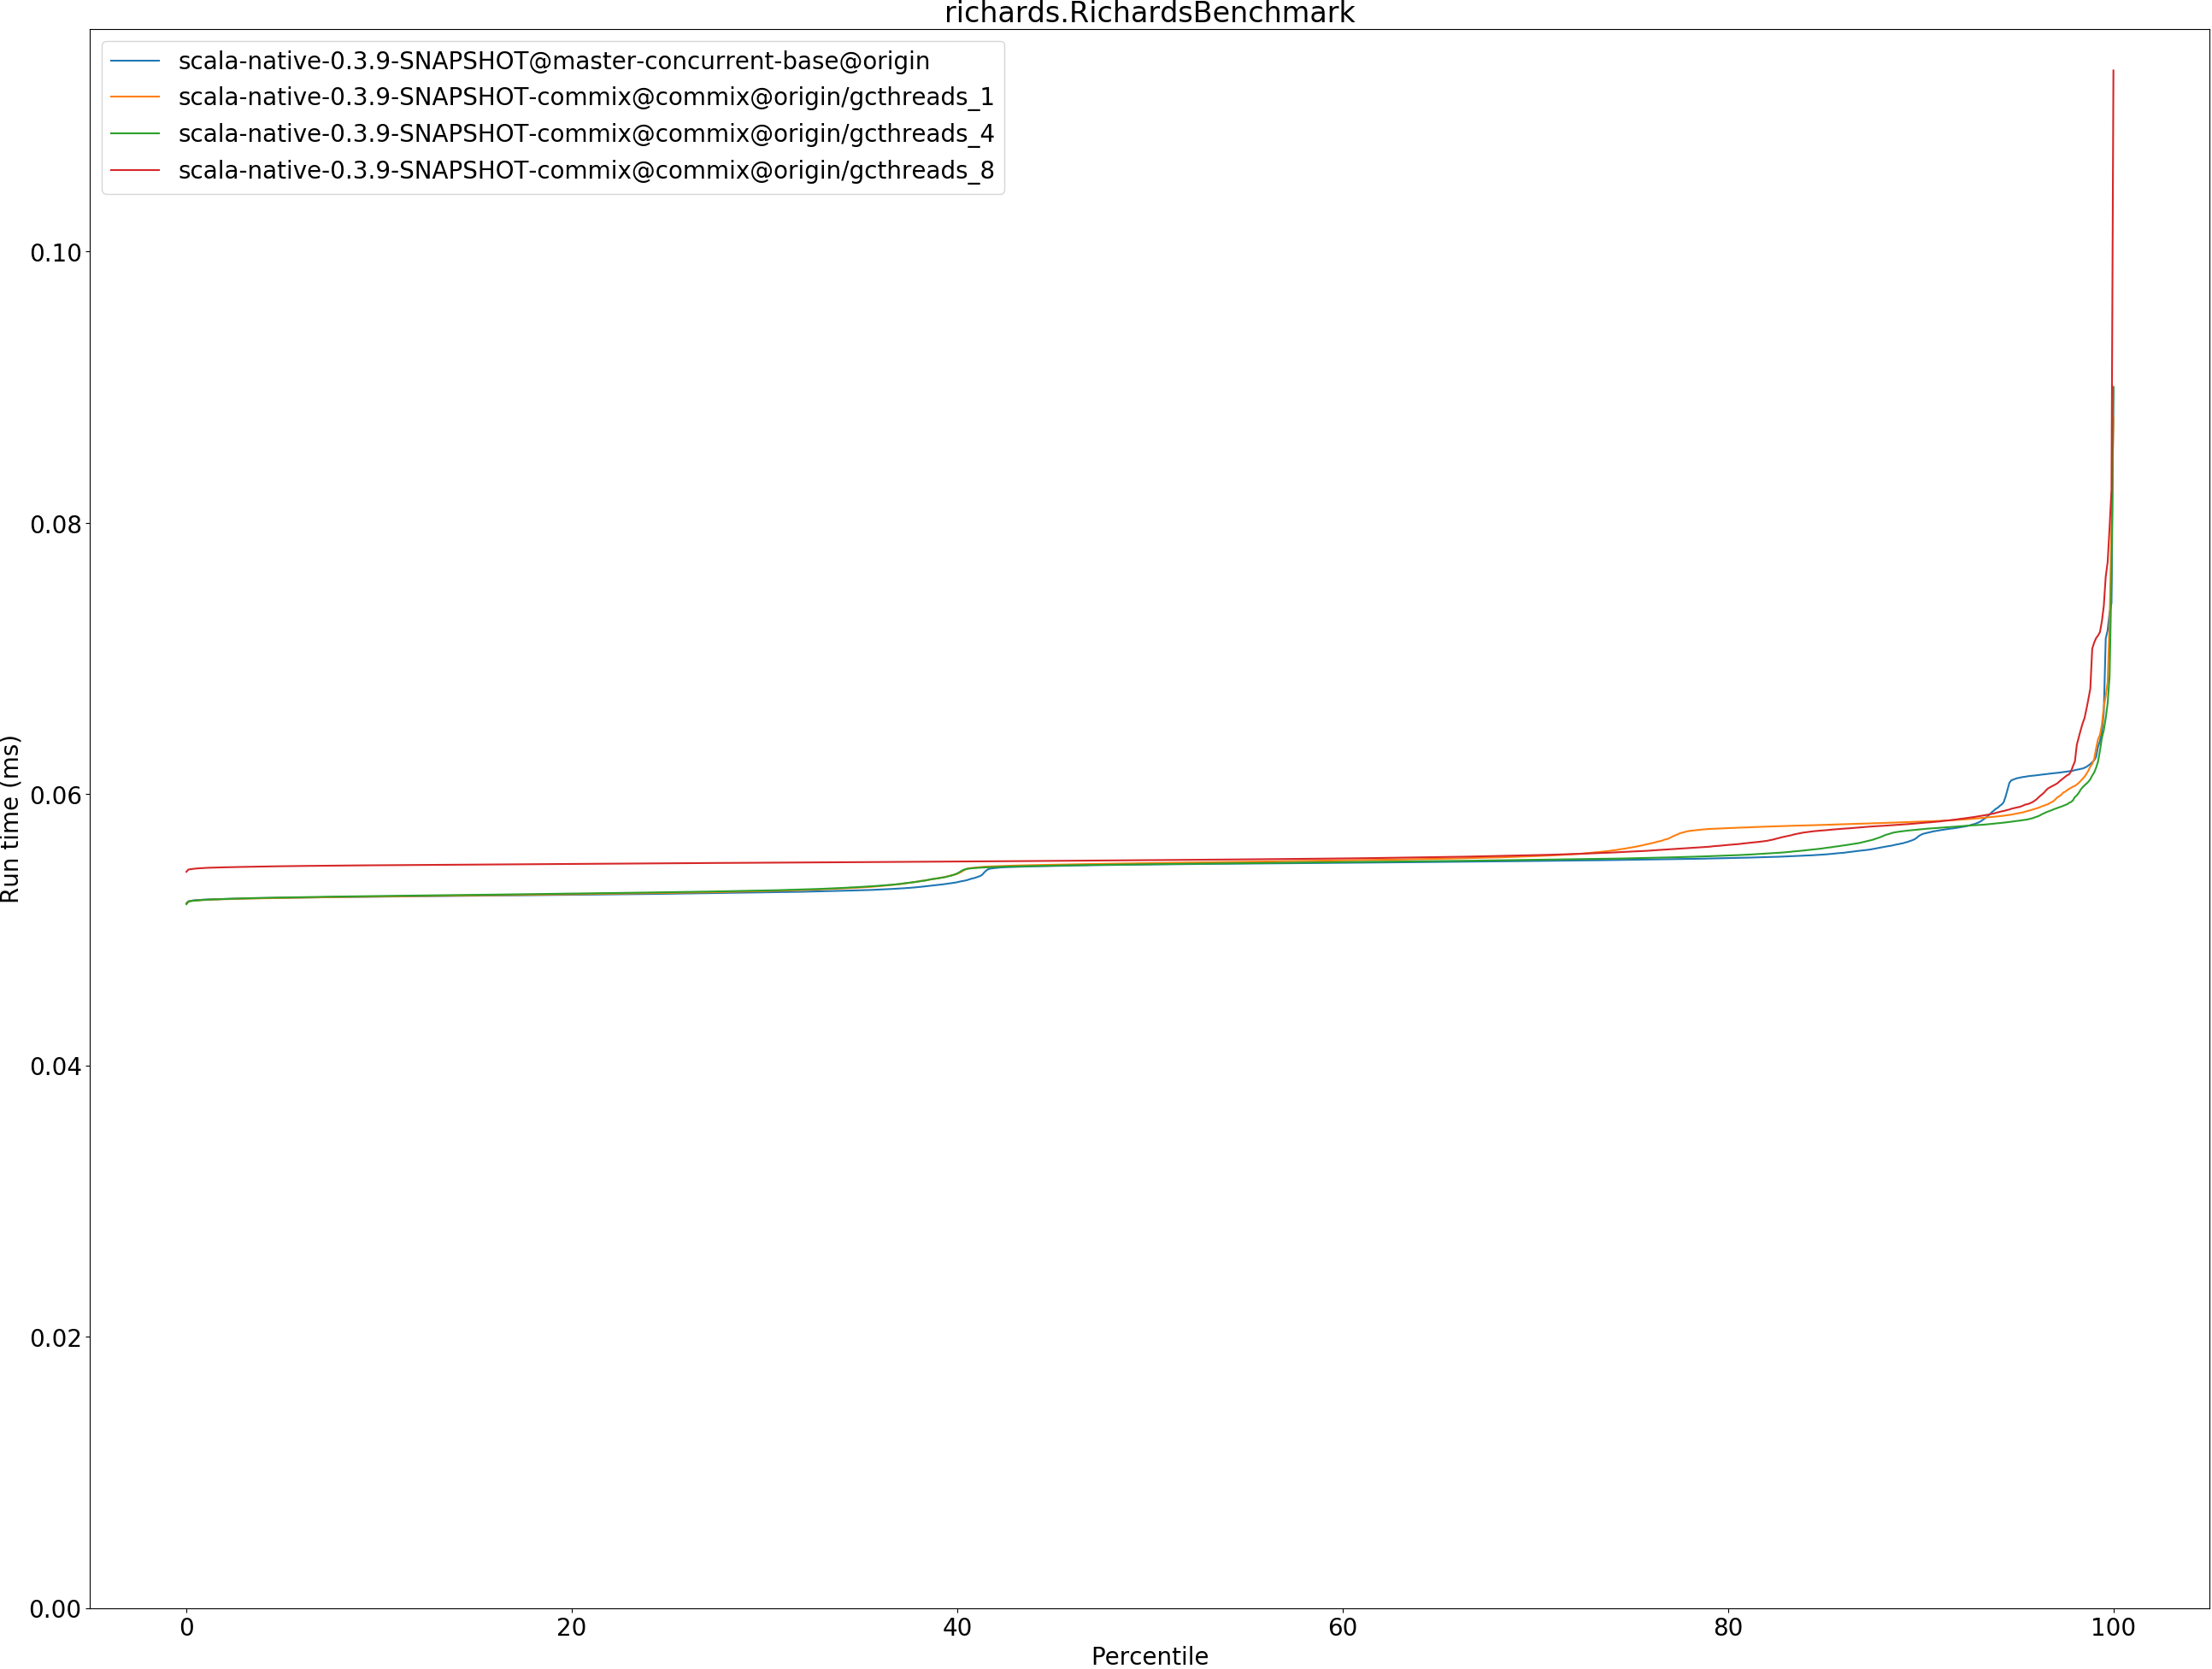 richards.RichardsBenchmark
scala-native-0.3.9-SNAPSHOT@master-concurrent-base@origin
scala-native-0.3.9-SNAPSHOT-commix@commix@origin/gcthreads_1
scala-native-0.3.9-SNAPSHOT-commix@commix@origin/gcthreads_4
scala-native-0.3.9-SNAPSHOT-commix@commix@origin/gcthreads_8
0.10
0.08
0.06
0.04
0.02
0.00
Run time (ms)
0 20 40 60 80 100
Percentile